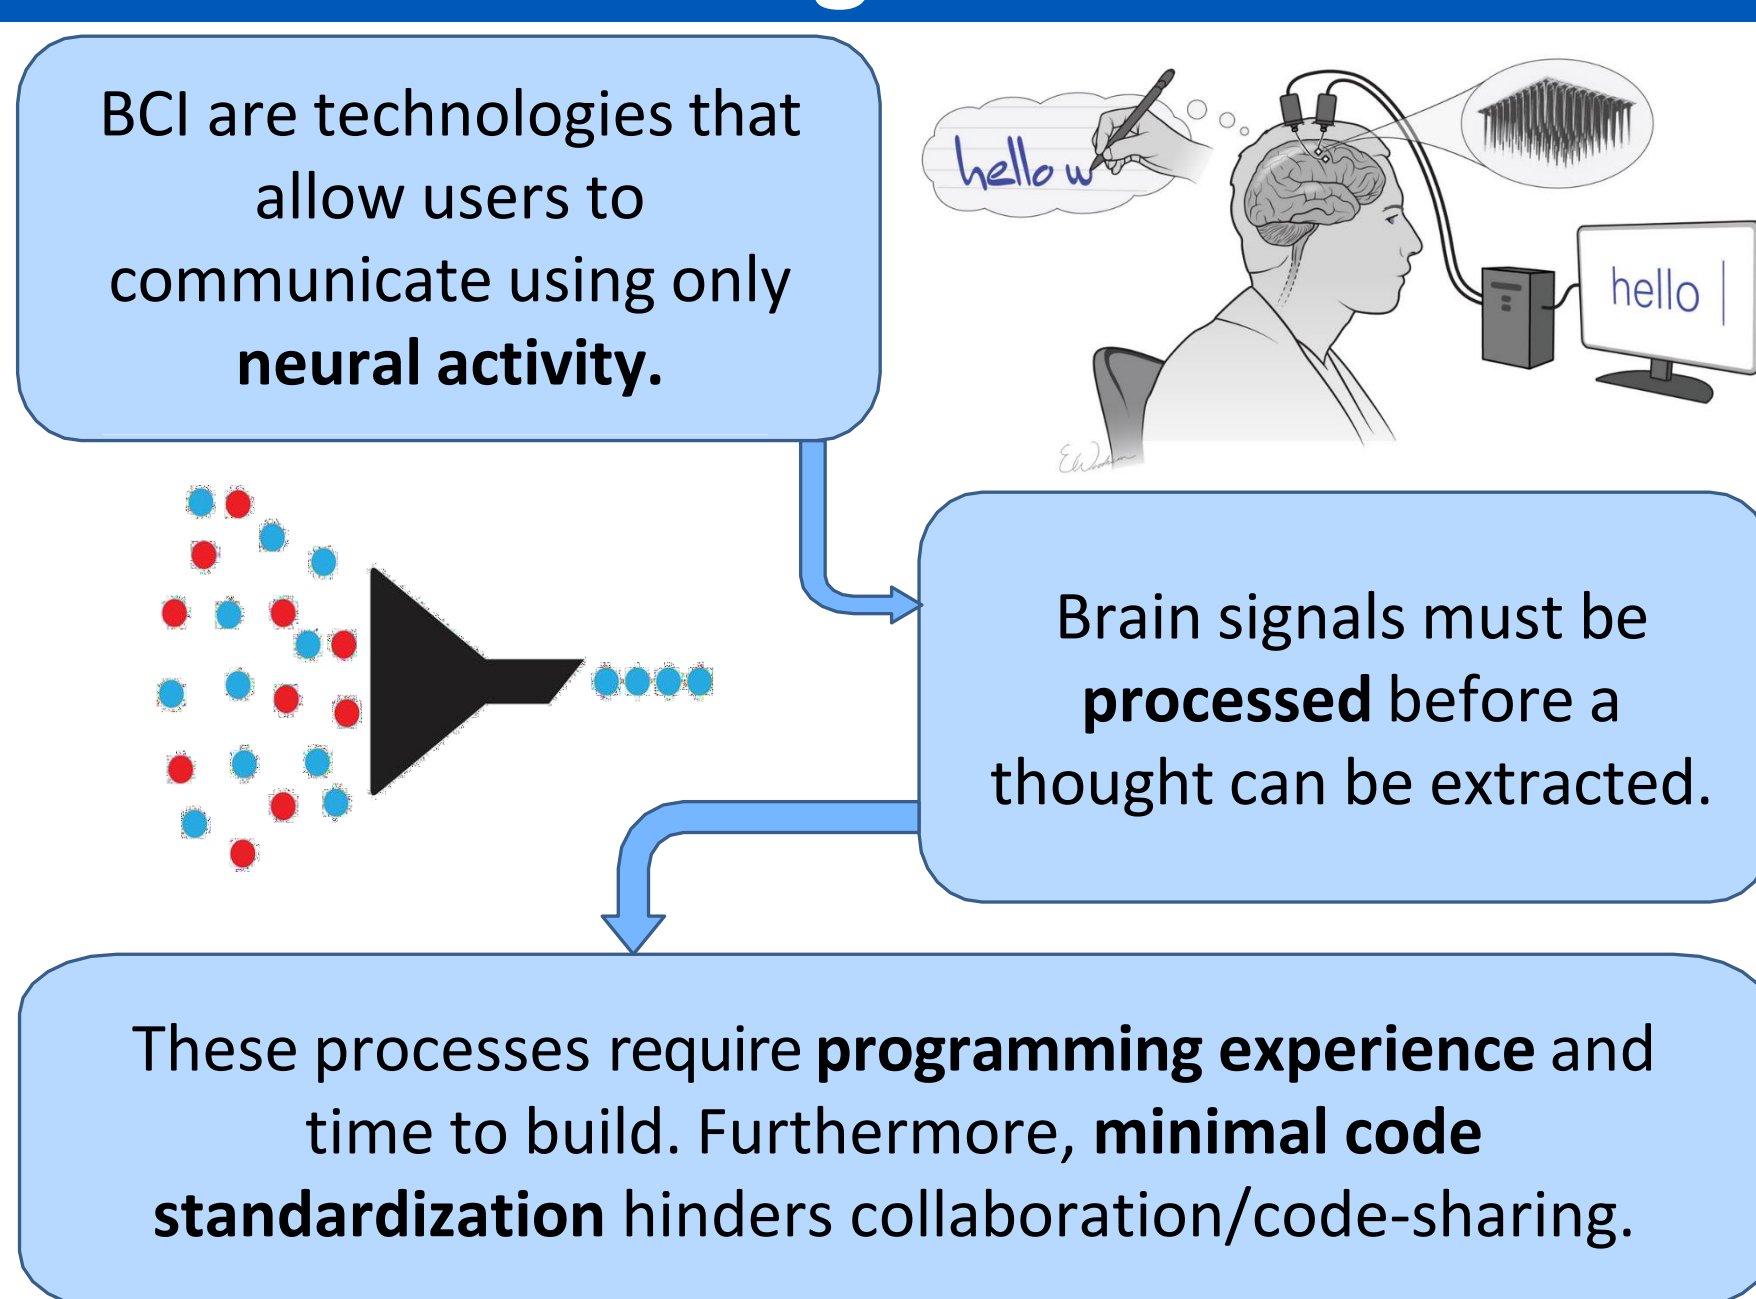 BCI are technologies that
allow users to
communicate using only
neural activity.
hello w
hello
Brain signals must be
processed before a
thought can be extracted.
These processes require programming experience and
time to build. Furthermore, minimal code
standardization hinders collaboration/code-sharing.